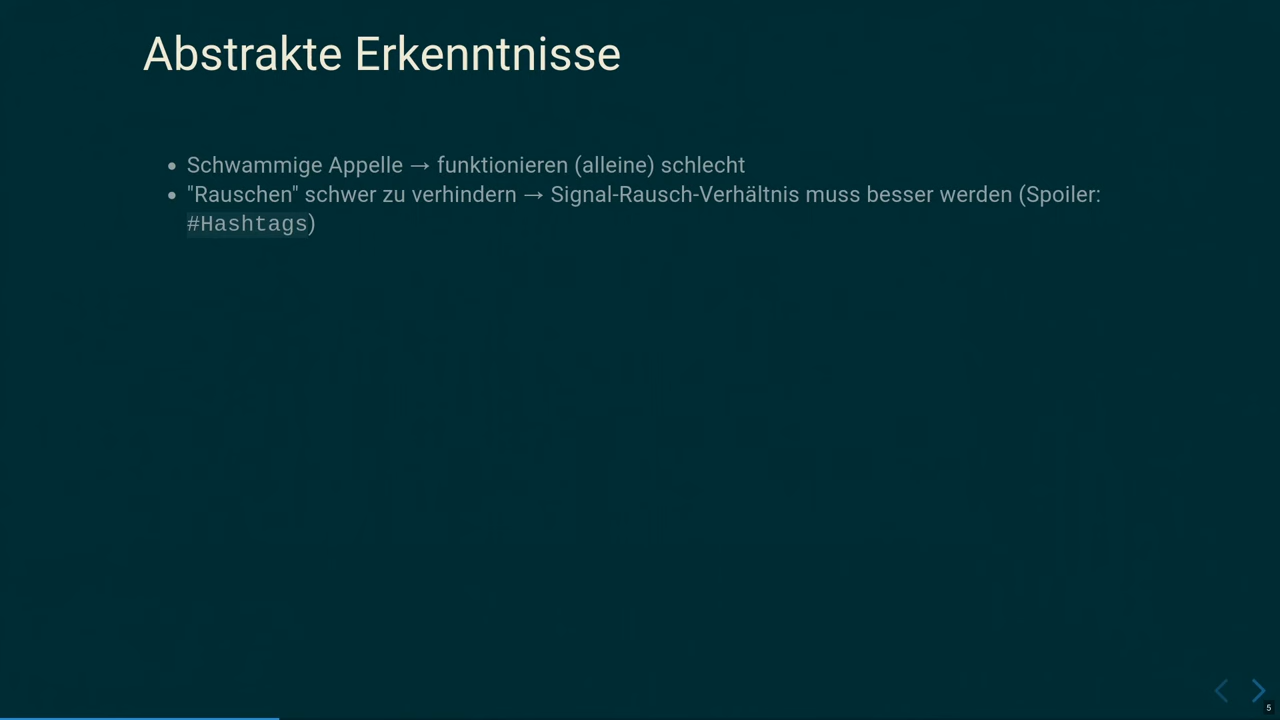 Abstrakte Erkenntnisse
• Schwammige Appelle → funktionieren (alleine) schlecht
• "Rauschen" schwer zu verhindern → Signal-Rausch-Verhältnis muss besser werden (Spoiler:
#Hashtags)
5